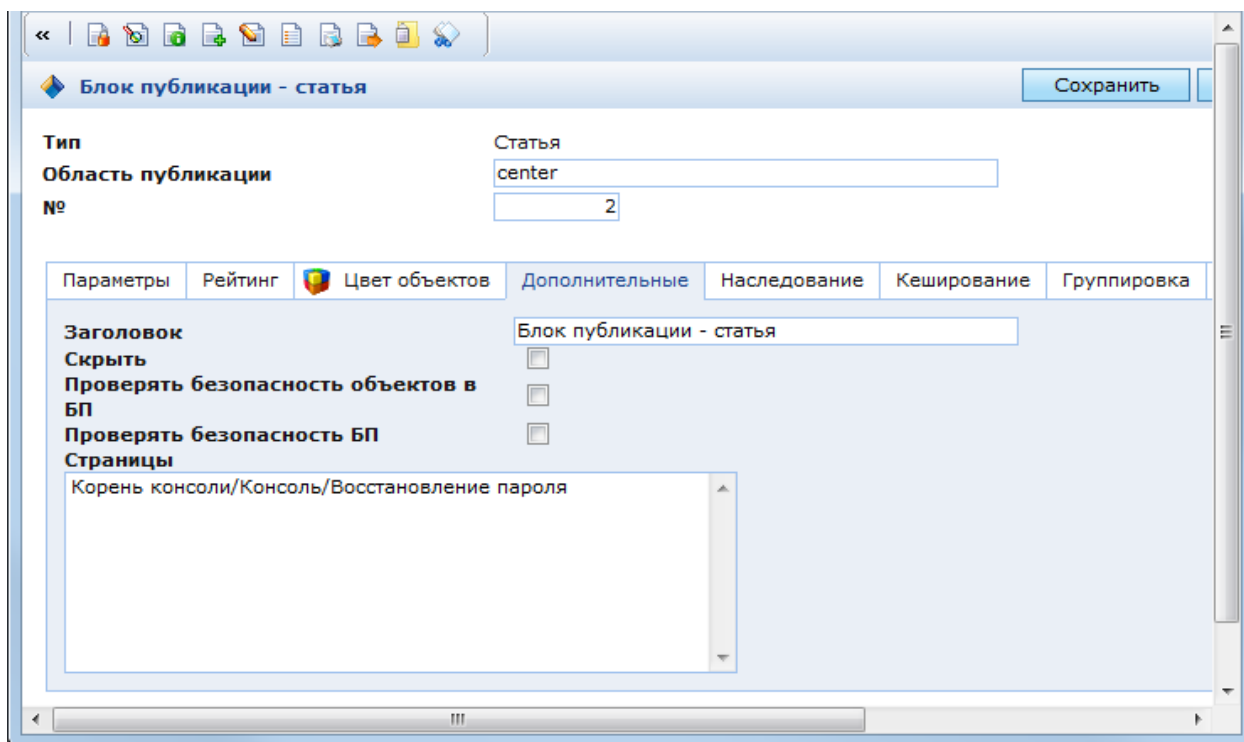 «
Блок публикации - статья
Сохранить
Тип Статья
Область публикации center
№ 2
Параметры Рейтинг Цвет объектов Дополнительные Наследование Кеширование Группировка
Заголовок Блок публикации - статья
Скрыть
Проверять безопасность объектов в
БП
Проверять безопасность БП
Страницы
Корень консоли/Консоль/Восстановление пароля